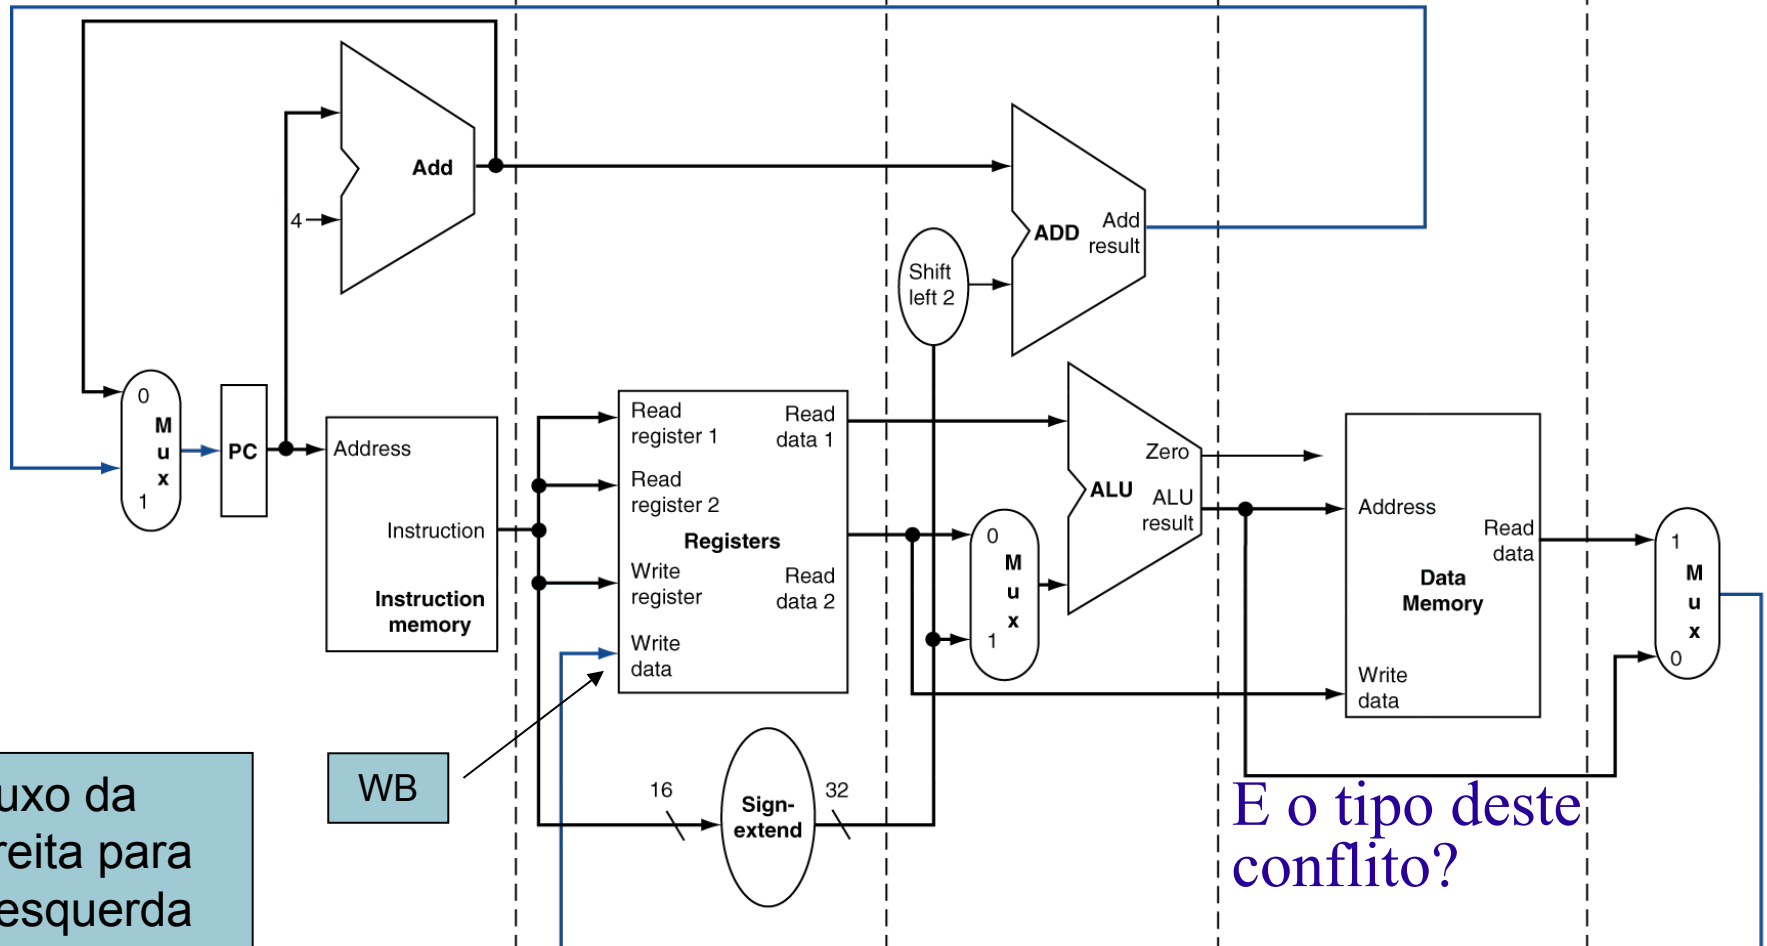 Add
4
ADD
Add
result
Shift
left 2
0
M
u
x
1
PC
Address
Instruction
Instruction
memory
Read
register 1
Read
register 2
Registers
Write
register
Write
data
Read
data 1
Read
data 2
0
M
u
x
1
Zero
ALU
ALU
result
Address
Read
data
Data
Memory
Write
data
1
M
u
x
0
WB
16
Sign-
extend
32
E o tipo deste
conflito?
uxo da
reita para
esquerda